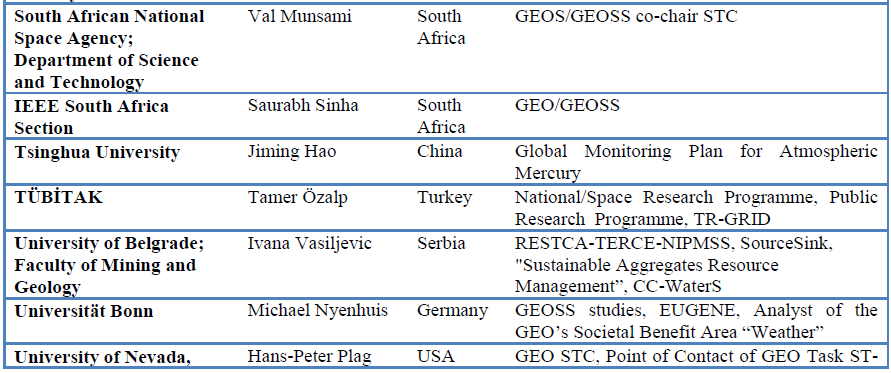 South African National Val Munsami South GEOS/GEOSS co-chair STC
Space Agency; Africa
Department of Science
and Technology
IEEE South Africa Saurabh Sinha South GEO/GEOSS
Section Africa
Tsinghua University Jiming Hao China Global Monitoring Plan for Atmospheric
Mercury
TÜBİTAK Tamer Özalp Turkey National/Space Research Programme, Public
Research Programme, TR-GRID
University of Belgrade; Ivana Vasiljevic Serbia RESTCA-TERCE-NIPMSS, SourceSink,
Faculty of Mining and "Sustainable Aggregates Resource
Geology Management”, CC-WaterS
Universität Bonn Michael Nyenhuis Germany GEOSS studies, EUGENE, Analyst of the
GEO’s Societal Benefit Area “Weather”
University of Nevada, Hans-Peter Plag USA GEO STC, Point of Contact of GEO Task ST-